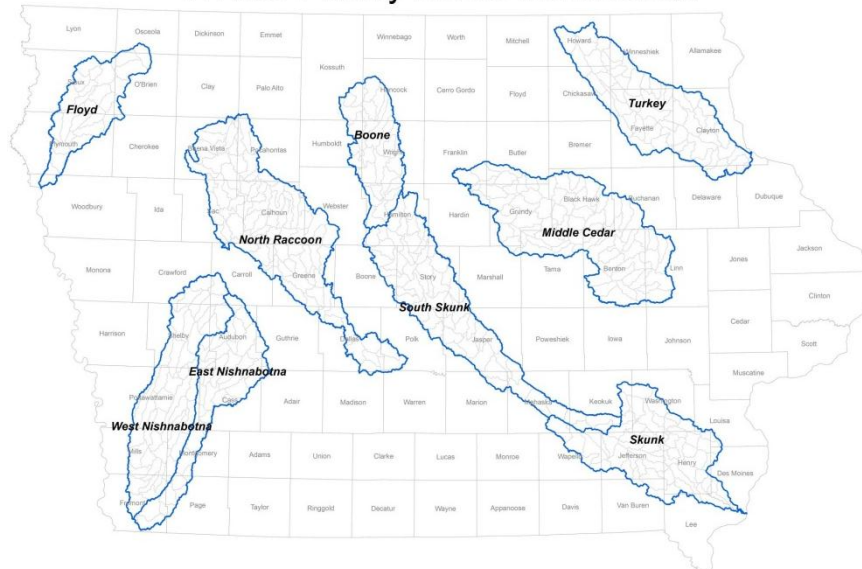 Lyon
Osceola
Dickinson
Emmet
Winnebago
Worth
Mitchell
Howard
Winneshiek
Allamakee
Kossuth
Sioux
O'Brien
Clay
Palo Alto
Hancock
Cerro Gordo
Floyd
Chickasaw
Floyd
Turkey
Boone
Fayette
Clayton
Plymouth
Cherokee
Buena Vista
Pocahontas
Humboldt
Wright
Franklin
Butler
Bremer
Woodbury
Ida
Sac
Calhoun
Webster
Hamilton
Hardin
Grundy
Black Hawk
Buchanan
Delaware
Dubuque
North Raccoon
Middle Cedar
Jackson
Monona
Crawford
Carroll
Greene
Boone
Story
Marshall
Tama
Benton
Linn
Jones
Clinton
South Skunk
Harrison
Shelby
Audubon
Guthrie
Dallas
Polk
Jasper
Poweshiek
Iowa
Johnson
Cedar
Scott
Muscatine
East Nishnabotna
Pottawattamie
Cass
Adair
Madison
Warren
Marion
Mahaska
Keokuk
Washington
Louisa
West Nishnabotna
Skunk
Mills
Montgomery
Adams
Union
Clarke
Lucas
Monroe
Wapello
Jefferson
Henry
Des Moines
Fremont
Page
Taylor
Ringgold
Decatur
Wayne
Appanoose
Davis
Van Buren
Lee